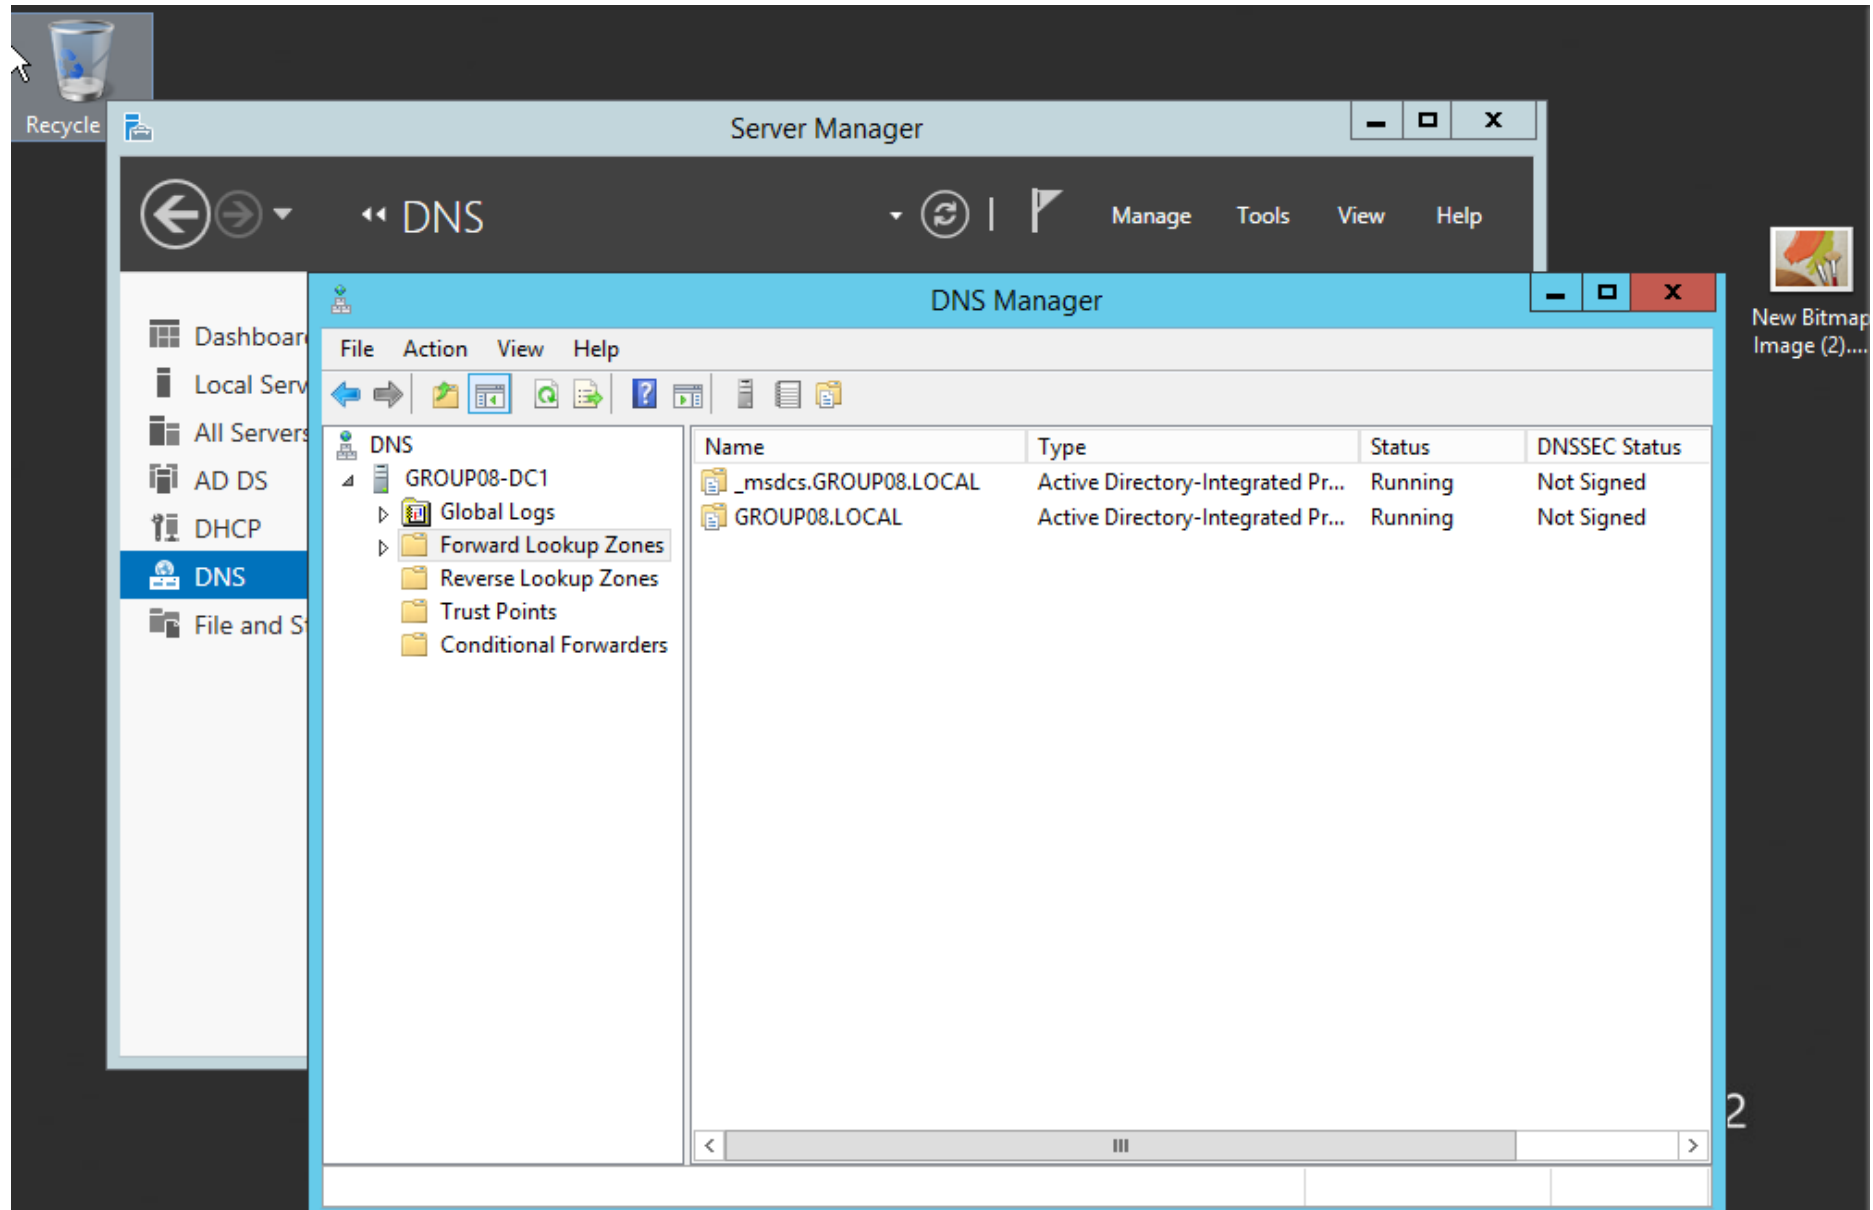 Recycle
Server Manager
DNS
Manage Tools View Help
New Bitmap
Image (2)....
Dashboar
Local Serv
All Servers
AD DS
DHCP
DNS
File and St
DNS Manager
File Action View Help
DNS
GROUP08-DC1
Global Logs
Forward Lookup Zones
Reverse Lookup Zones
Trust Points
Conditional Forwarders
Name Type Status DNSSEC Status
_msdcs.GROUP08.LOCAL Active Directory-Integrated Pr... Running Not Signed
GROUP08.LOCAL Active Directory-Integrated Pr... Running Not Signed
2